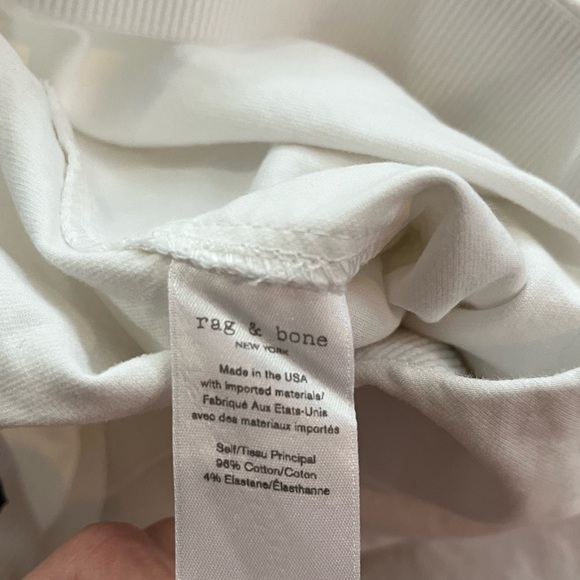 rag & bone
NEW YORK
Made in the USA
with imported materials/
Fabriqué Aux Etats-Unis
avec des materiaux importés
Self/Tissu Principal
96% Cotton/Coton
4% Elastane/Élasthanne